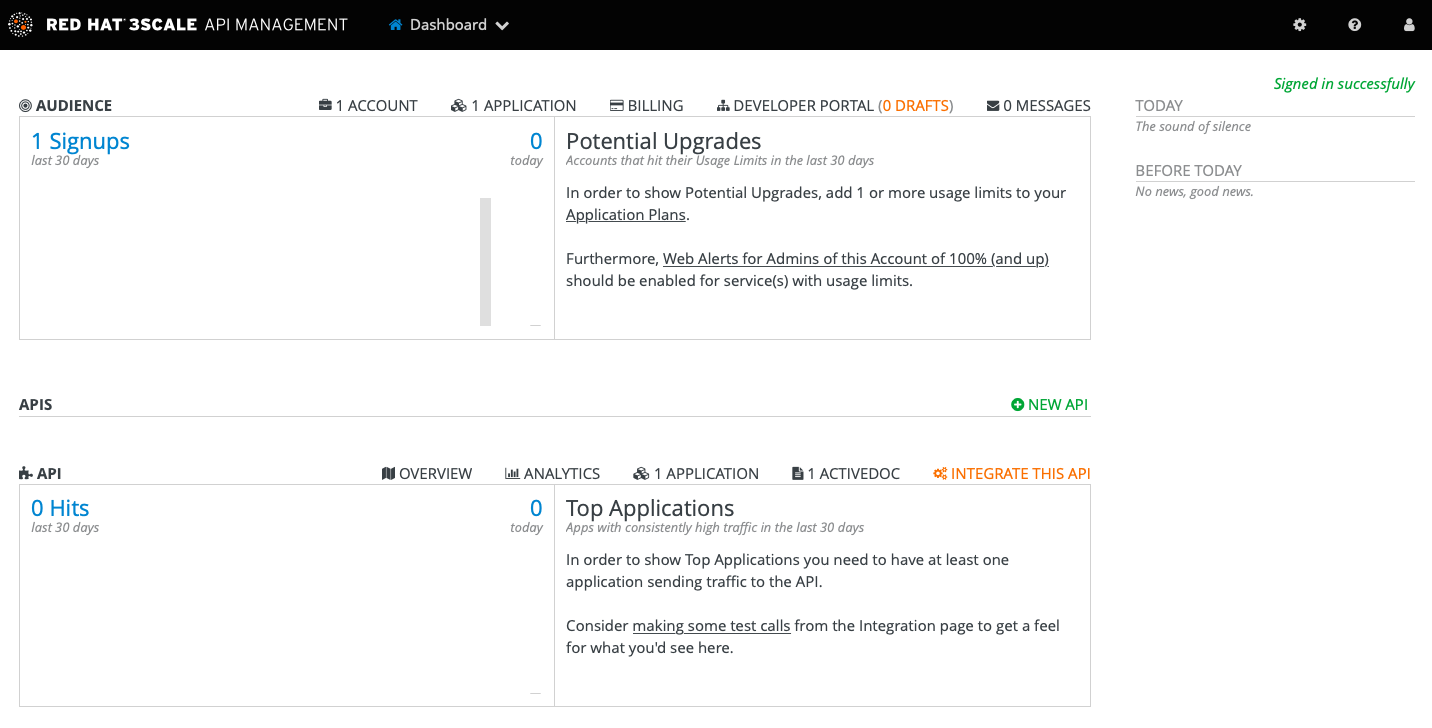 RED HAT 3SCALE API MANAGEMENT Dashboard
Signed in successfully
AUDIENCE 1 ACCOUNT 1 APPLICATION BILLING DEVELOPER PORTAL (0 DRAFTS) 0 MESSAGES
1 Signups 0
last 30 days today
Potential Upgrades
Accounts that hit their Usage Limits in the last 30 days
In order to show Potential Upgrades, add 1 or more usage limits to your
Application Plans.
Furthermore, Web Alerts for Admins of this Account of 100% (and up)
should be enabled for service(s) with usage limits.
TODAY
The sound of silence
BEFORE TODAY
No news, good news.
APIS NEW API
API OVERVIEW ANALYTICS 1 APPLICATION 1 ACTIVEDOC INTEGRATE THIS API
0 Hits 0
last 30 days today
Top Applications
Apps with consistently high traffic in the last 30 days
In order to show Top Applications you need to have at least one
application sending traffic to the API.
Consider making some test calls from the Integration page to get a feel
for what you'd see here.